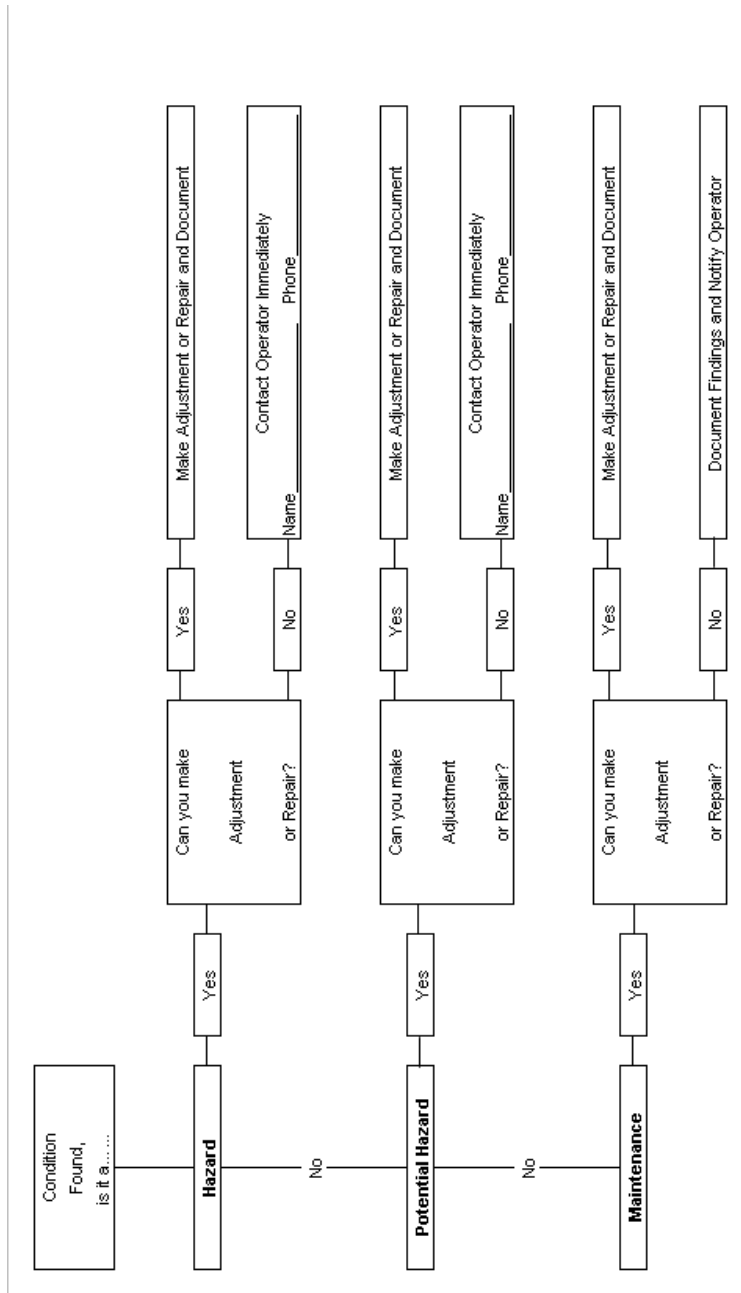 Condition
Found,
is it a... ...
Hazard
Yes
Can you make
Adjustment
or Repair?
Yes
Make Adjustment or Repair and Document
No
Contact Operator Immediately
Name Phone
No
Potential Hazard
Yes
Can you make
Adjustment
or Repair?
Yes
Make Adjustment or Repair and Document
No
Contact Operator Immediately
Name Phone
No
Maintenance
Yes
Can you make
Adjustment
or Repair?
Yes
Make Adjustment or Repair and Document
No
Document Findings and Notify Operator